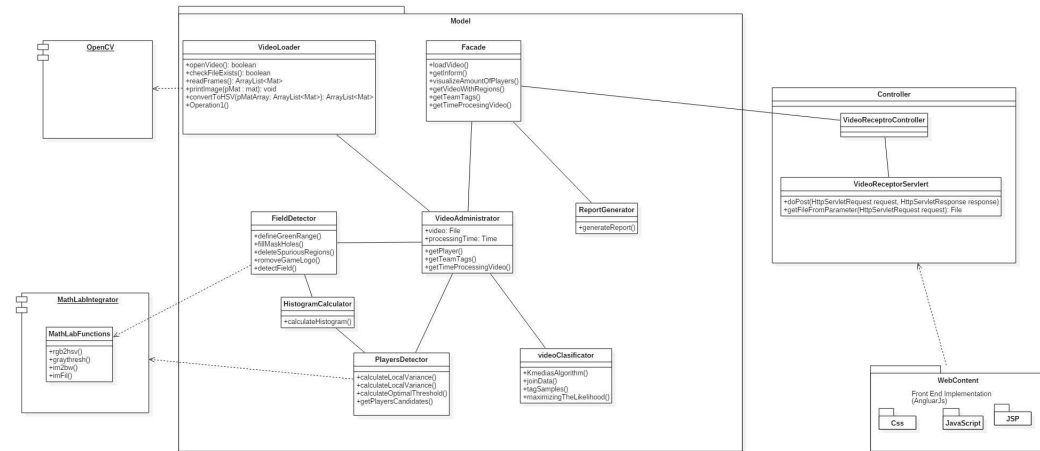 Model
OpenCV
VideoLoader
+openVideo(): boolean
+checkFileExists(): boolean
+readFrames(): ArrayList<Mat>
+printImage(pMat : mat): void
+convertToHSV(pMatArray: ArrayList<Mat>): ArrayList<Mat>
+Operation1()
Facade
+loadVideo()
+getInform()
+visualizeAmountOfPlayers()
+getVideoWithRegions()
+getTeamTags()
+getTimeProcesingVideo()
Controller
VideoReceptroController
VideoReceptorServlert
+doPost(HttpServletRequest request, HttpServletResponse response)
+getFileFromParameter(HttpServletRequest request): File
FieldDetector
+defineGreenRange()
+fillMaskHoles()
+deleteSpuriousRegions()
+romoveGameLogo()
+detectField()
VideoAdministrator
+video: File
+processingTime: Time
+getPlayer()
+getTeamTags()
+getTimeProcessingVideo()
ReportGenerator
+generateReport()
MathLabIntegrator
MathLabFunctions
+rgb2hsv()
+graythresh()
+im2bw()
+imFil()
HistogramCalculator
+calculateHistogram()
PlayersDetector
+calculateLocalVariance()
+calculateLocalVariance()
+calculateOptimalThreshold()
+getPlayersCandidates()
videoClasificator
+KmediasAlgorithm()
+joinData()
+tagSamples()
+maximizingTheLikelihood()
WebContent
Front End Implementation
(AngluarJs)
Css
JavaScript
JSP